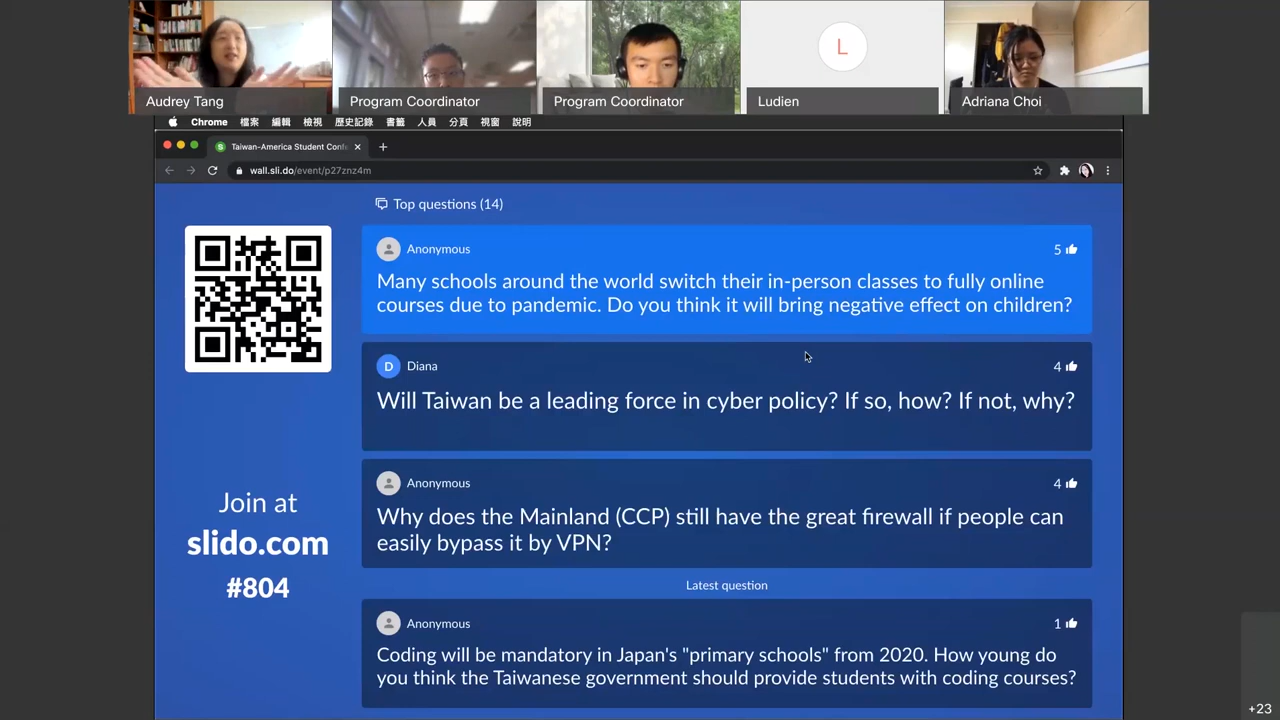 Audrey Tang
Program Coordinator
Program Coordinator
L
Ludien
Adriana Choi
Chrome 檔案 編輯 檢視 歷史記錄 書籤 人員 分頁 視窗 說明
Taiwan-America Student Conf
wall.sli.do/event/p27znz4m
Top questions (14)
Anonymous 5
Many schools around the world switch their in-person classes to fully online
courses due to pandemic. Do you think it will bring negative effect on children?
D Diana 4
Will Taiwan be a leading force in cyber policy? If so, how? If not, why?
Anonymous 4
Why does the Mainland (CCP) still have the great firewall if people can
easily bypass it by VPN?
Join at
slido.com
#804
Latest question
Anonymous 1
Coding will be mandatory in Japan's "primary schools" from 2020. How young do
you think the Taiwanese government should provide students with coding courses?
+23